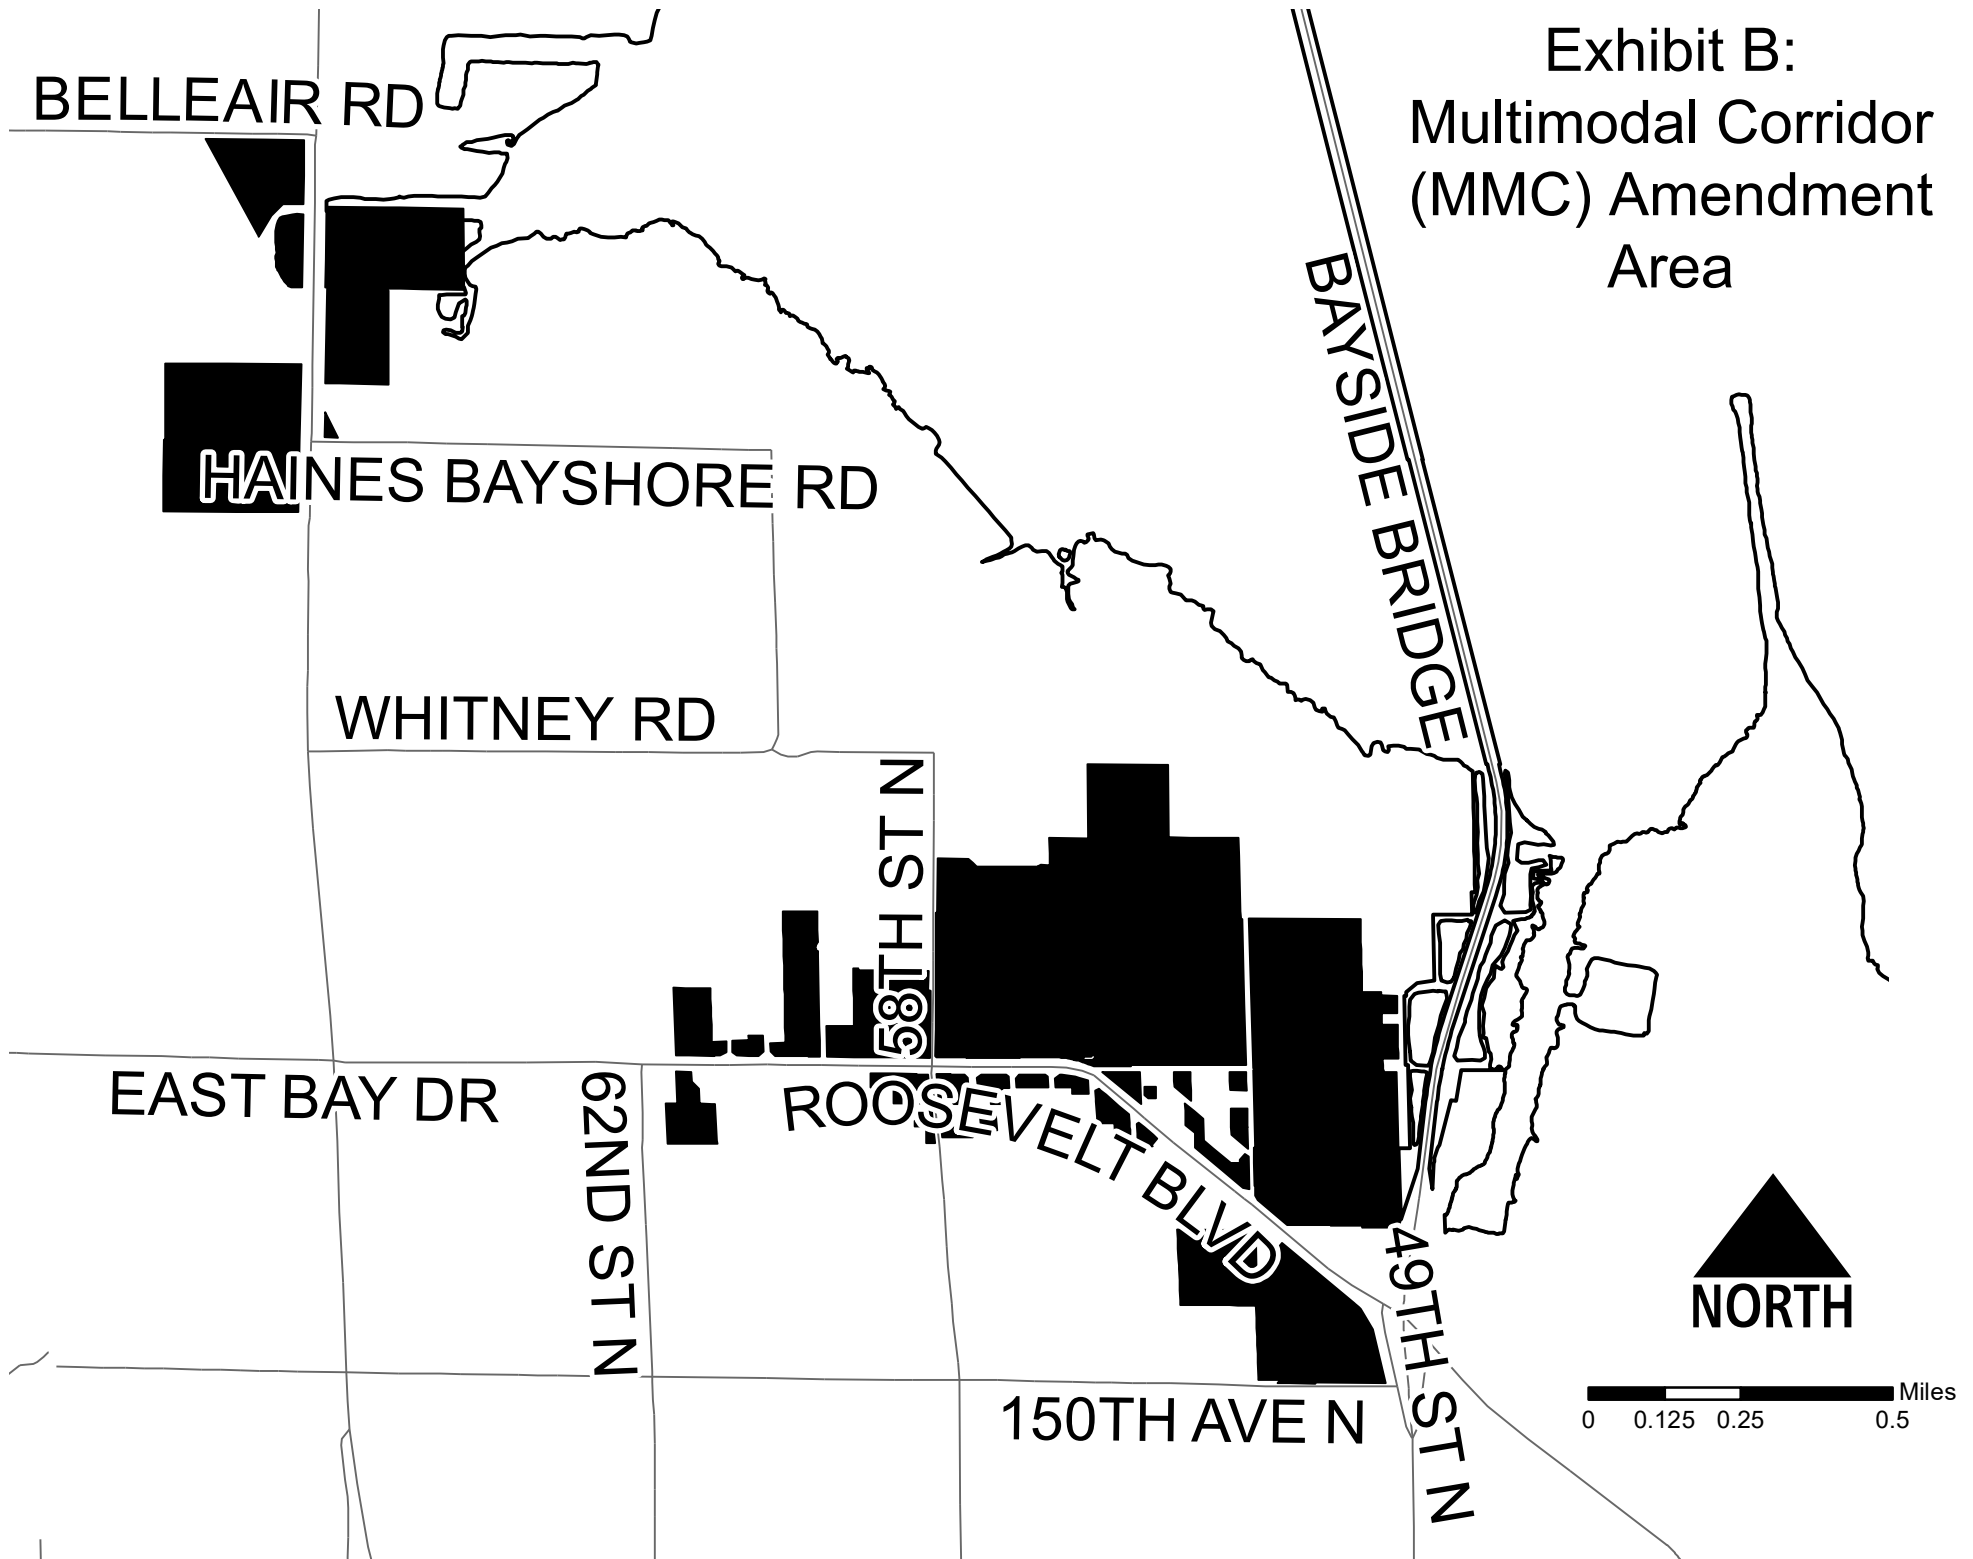 Exhibit B:
Multimodal Corridor
(MMC) Amendment
Area
BELLEAIR RD
BAYSIDE BRIDGE
HAINES BAYSHORE RD
WHITNEY RD
58TH ST N
EAST BAY DR
62ND ST N
ROOSEVELT BLVD
49TH ST N
150TH AVE N
NORTH
Miles
0 0.125 0.25 0.5